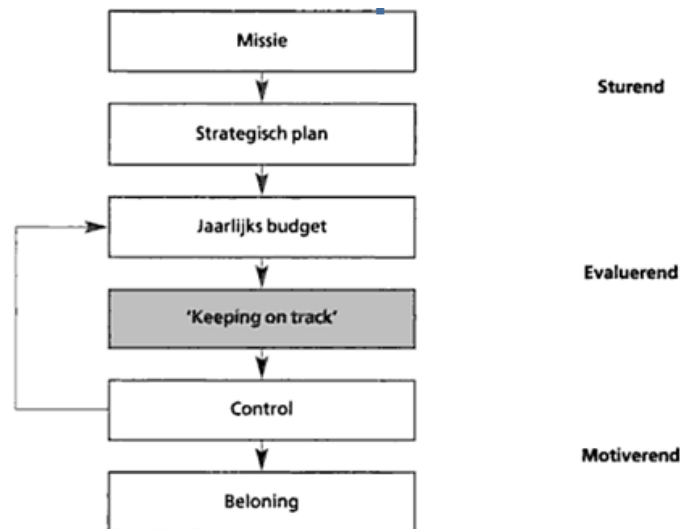 Missie
Sturend
Strategisch plan
Jaarlijks budget
Evaluerend
'Keeping on track'
Control
Motiverend
Beloning